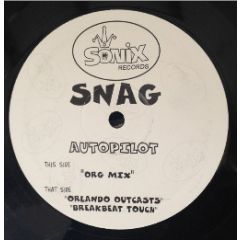 SONIX
RECORDS
SNAG
AUTOPILOT
THIS SIDE
"ORG MIX"
THAT SIDE
"ORLANDO OUTCASTS"
"BREAKBEAT TOUCH"